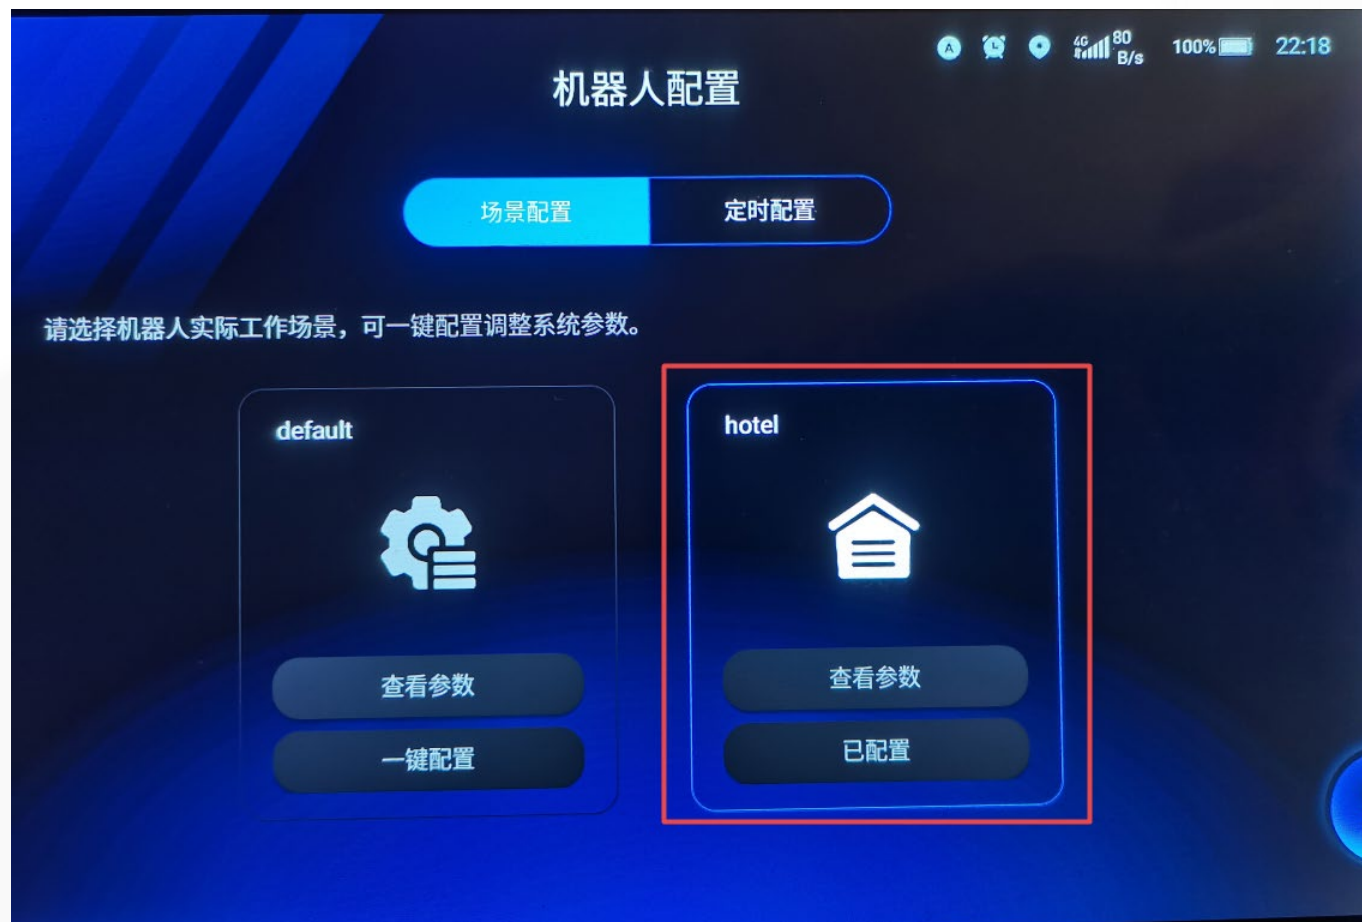 4G 80 B/s 100% 22:18
机器人配置
场景配置 定时配置
请选择机器人实际工作场景，可一键配置调整系统参数。
default
查看参数
一键配置
hotel
查看参数
已配置